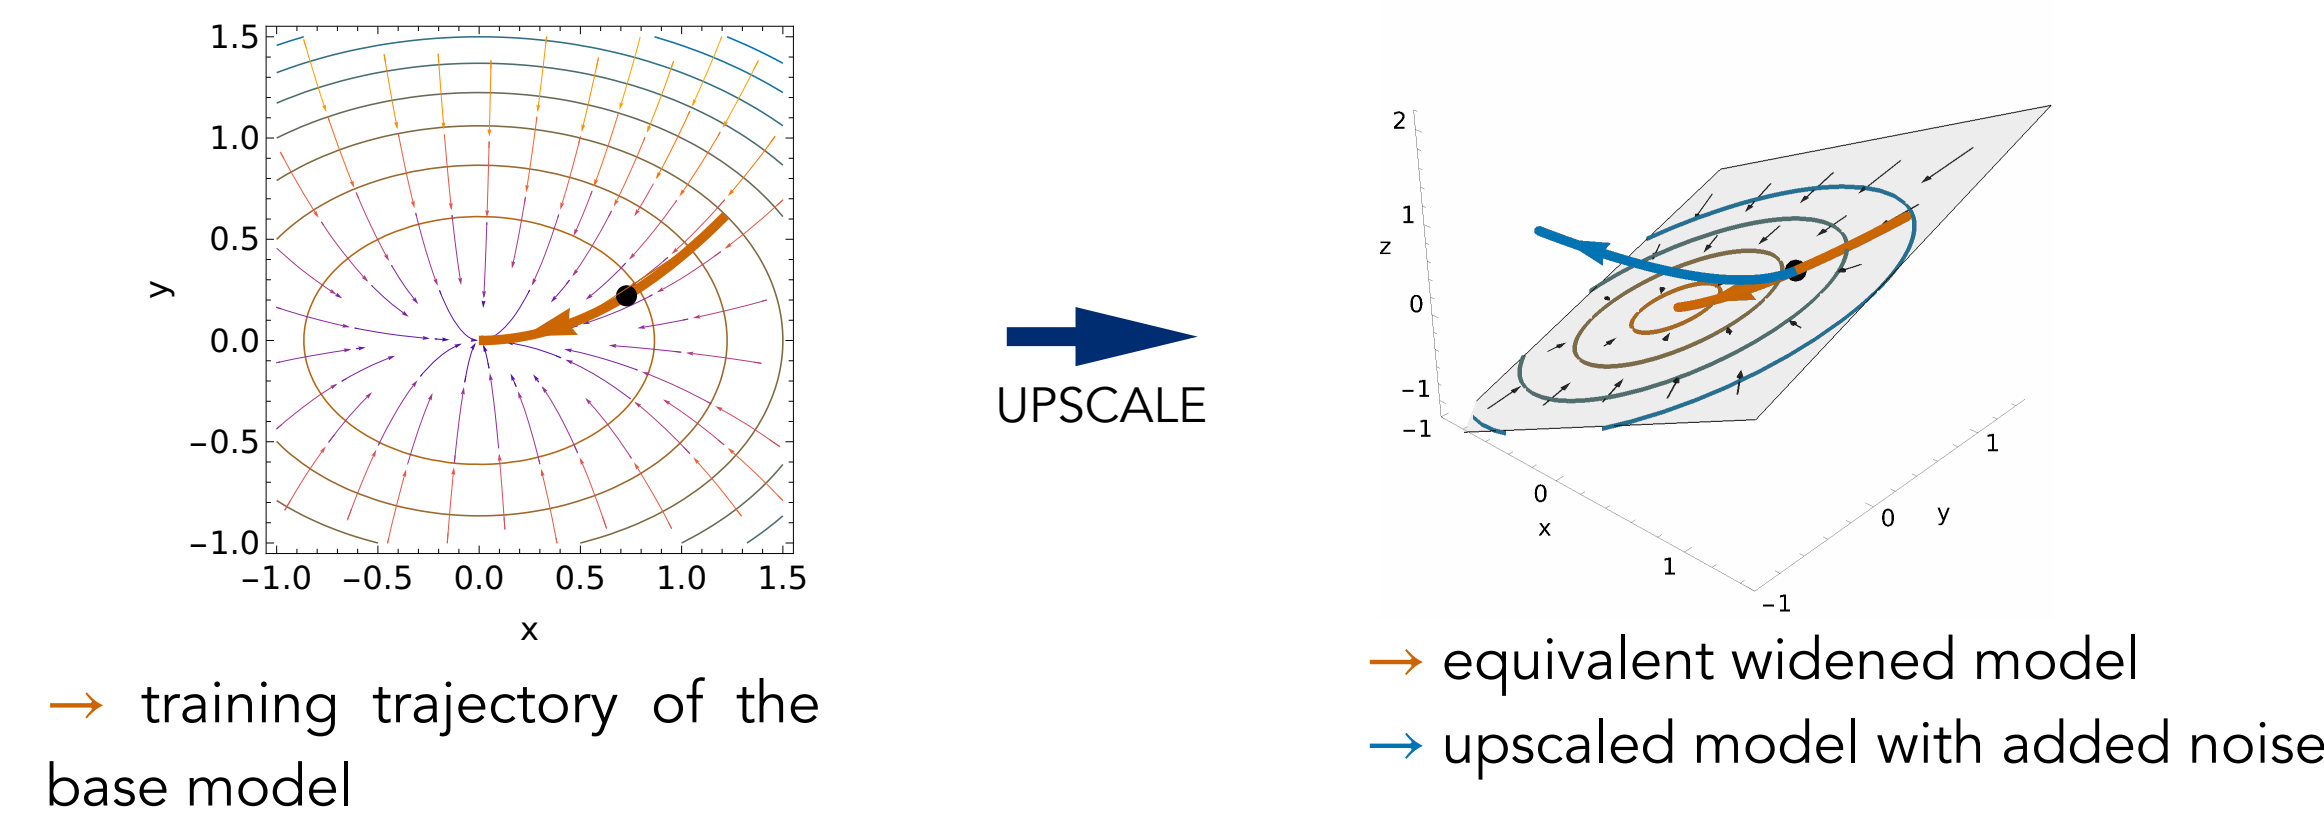 1.5
1.0
0.5
0.0
−0.5
−1.0
y
−1.0 −0.5 0.0 0.5 1.0 1.5
x
→ training trajectory of the
base model
UPSCALE
2
1
z
0
−1
−1
0
x
1
1
0
y
−1
→ equivalent widened model
→ upscaled model with added noise